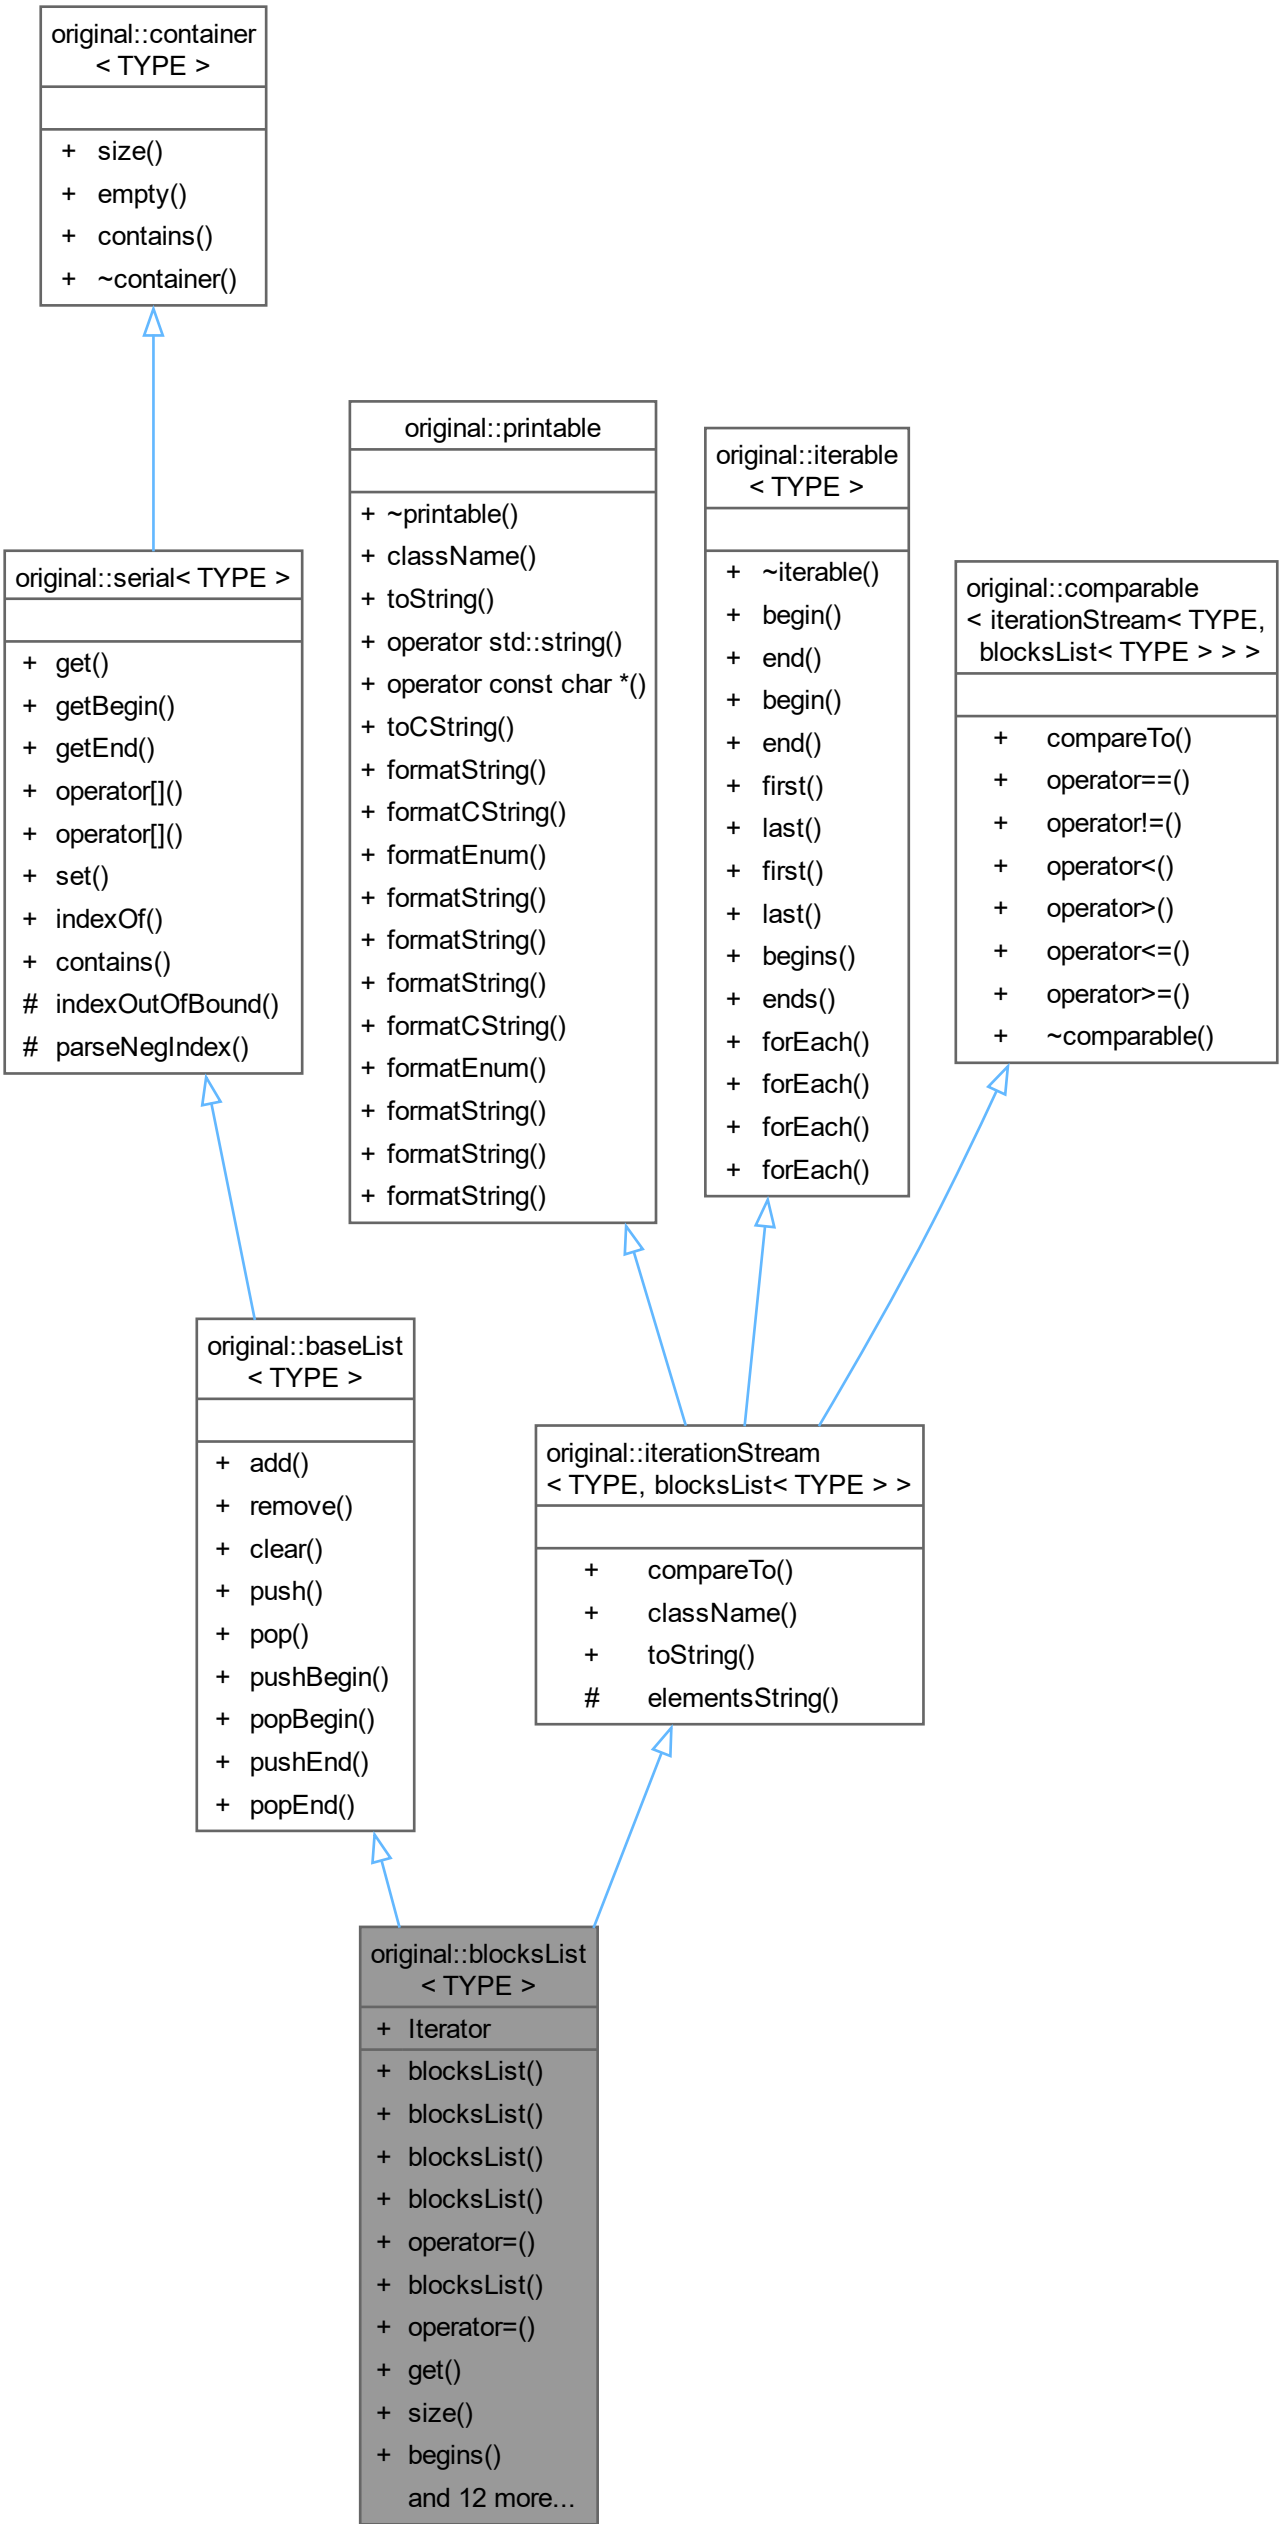 original::container
< TYPE >
+ size()
+ empty()
+ contains()
+ ~container()
original::serial< TYPE >
+ get()
+ getBegin()
+ getEnd()
+ operator[]()
+ operator[]()
+ set()
+ indexOf()
+ contains()
# indexOutOfBound()
# parseNegIndex()
original::printable
+ ~printable()
+ className()
+ toString()
+ operator std::string()
+ operator const char *()
+ toCString()
+ formatString()
+ formatCString()
+ formatEnum()
+ formatString()
+ formatString()
+ formatString()
+ formatCString()
+ formatEnum()
+ formatString()
+ formatString()
+ formatString()
original::iterable
< TYPE >
+ ~iterable()
+ begin()
+ end()
+ begin()
+ end()
+ first()
+ last()
+ first()
+ last()
+ begins()
+ ends()
+ forEach()
+ forEach()
+ forEach()
+ forEach()
original::comparable
< iterationStream< TYPE,
blocksList< TYPE > > >
+ compareTo()
+ operator==()
+ operator!=()
+ operator<()
+ operator>()
+ operator<=()
+ operator>=()
+ ~comparable()
original::baseList
< TYPE >
+ add()
+ remove()
+ clear()
+ push()
+ pop()
+ pushBegin()
+ popBegin()
+ pushEnd()
+ popEnd()
original::iterationStream
< TYPE, blocksList< TYPE > >
+ compareTo()
+ className()
+ toString()
# elementsString()
original::blocksList
< TYPE >
+ Iterator
+ blocksList()
+ blocksList()
+ blocksList()
+ blocksList()
+ operator=()
+ blocksList()
+ operator=()
+ get()
+ size()
+ begins()
and 12 more...